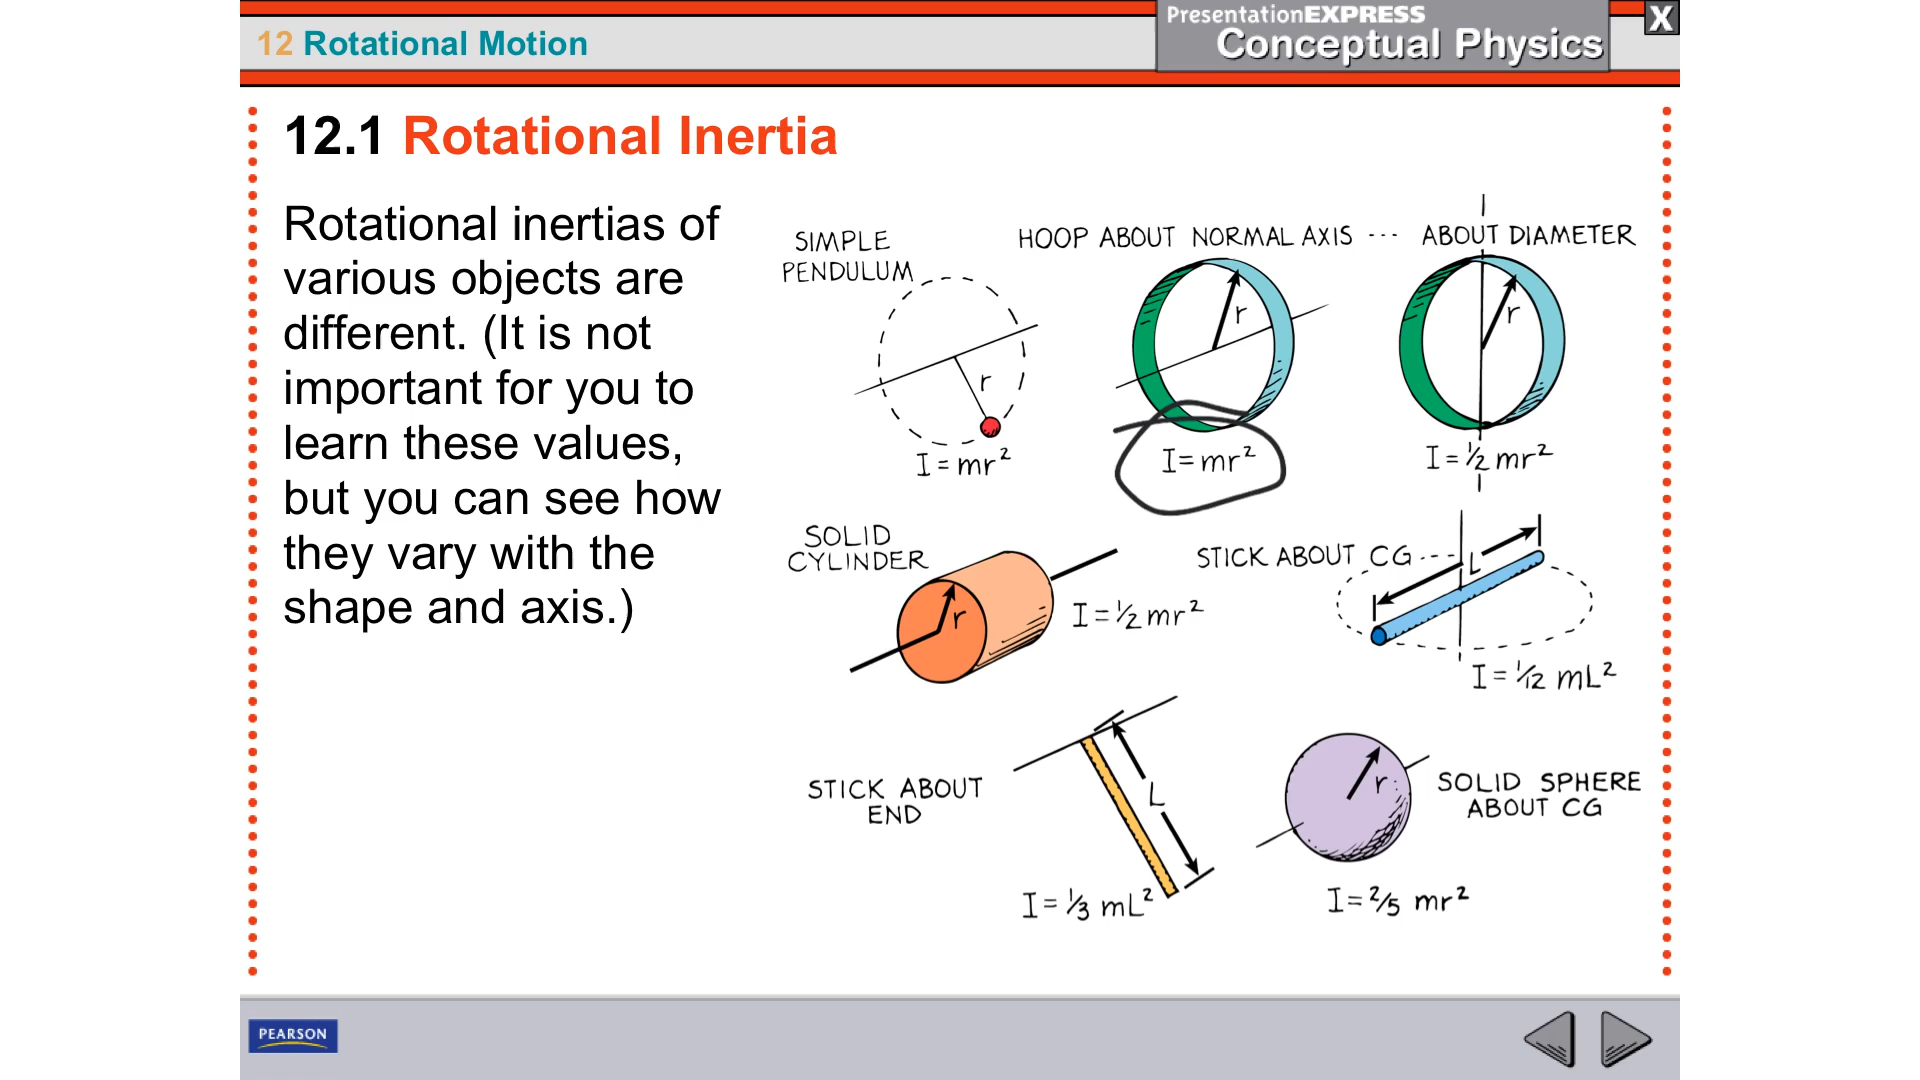 PresentationEXPRESS
Conceptual Physics
X
12 Rotational Motion
12.1 Rotational Inertia
Rotational inertias of
various objects are
different. (It is not
important for you to
learn these values,
but you can see how
they vary with the
shape and axis.)
SIMPLE
PENDULUM
r
I = mr²
HOOP ABOUT NORMAL AXIS ---
r
I = mr²
ABOUT DIAMETER
r
I = ½ mr²
SOLID
CYLINDER
r
I = ½ mr²
STICK ABOUT CG ---
L
I = 1/12 mL²
STICK ABOUT
END
L
I = ⅓ mL²
SOLID SPHERE
ABOUT CG
r
I = ⅖ mr²
PEARSON